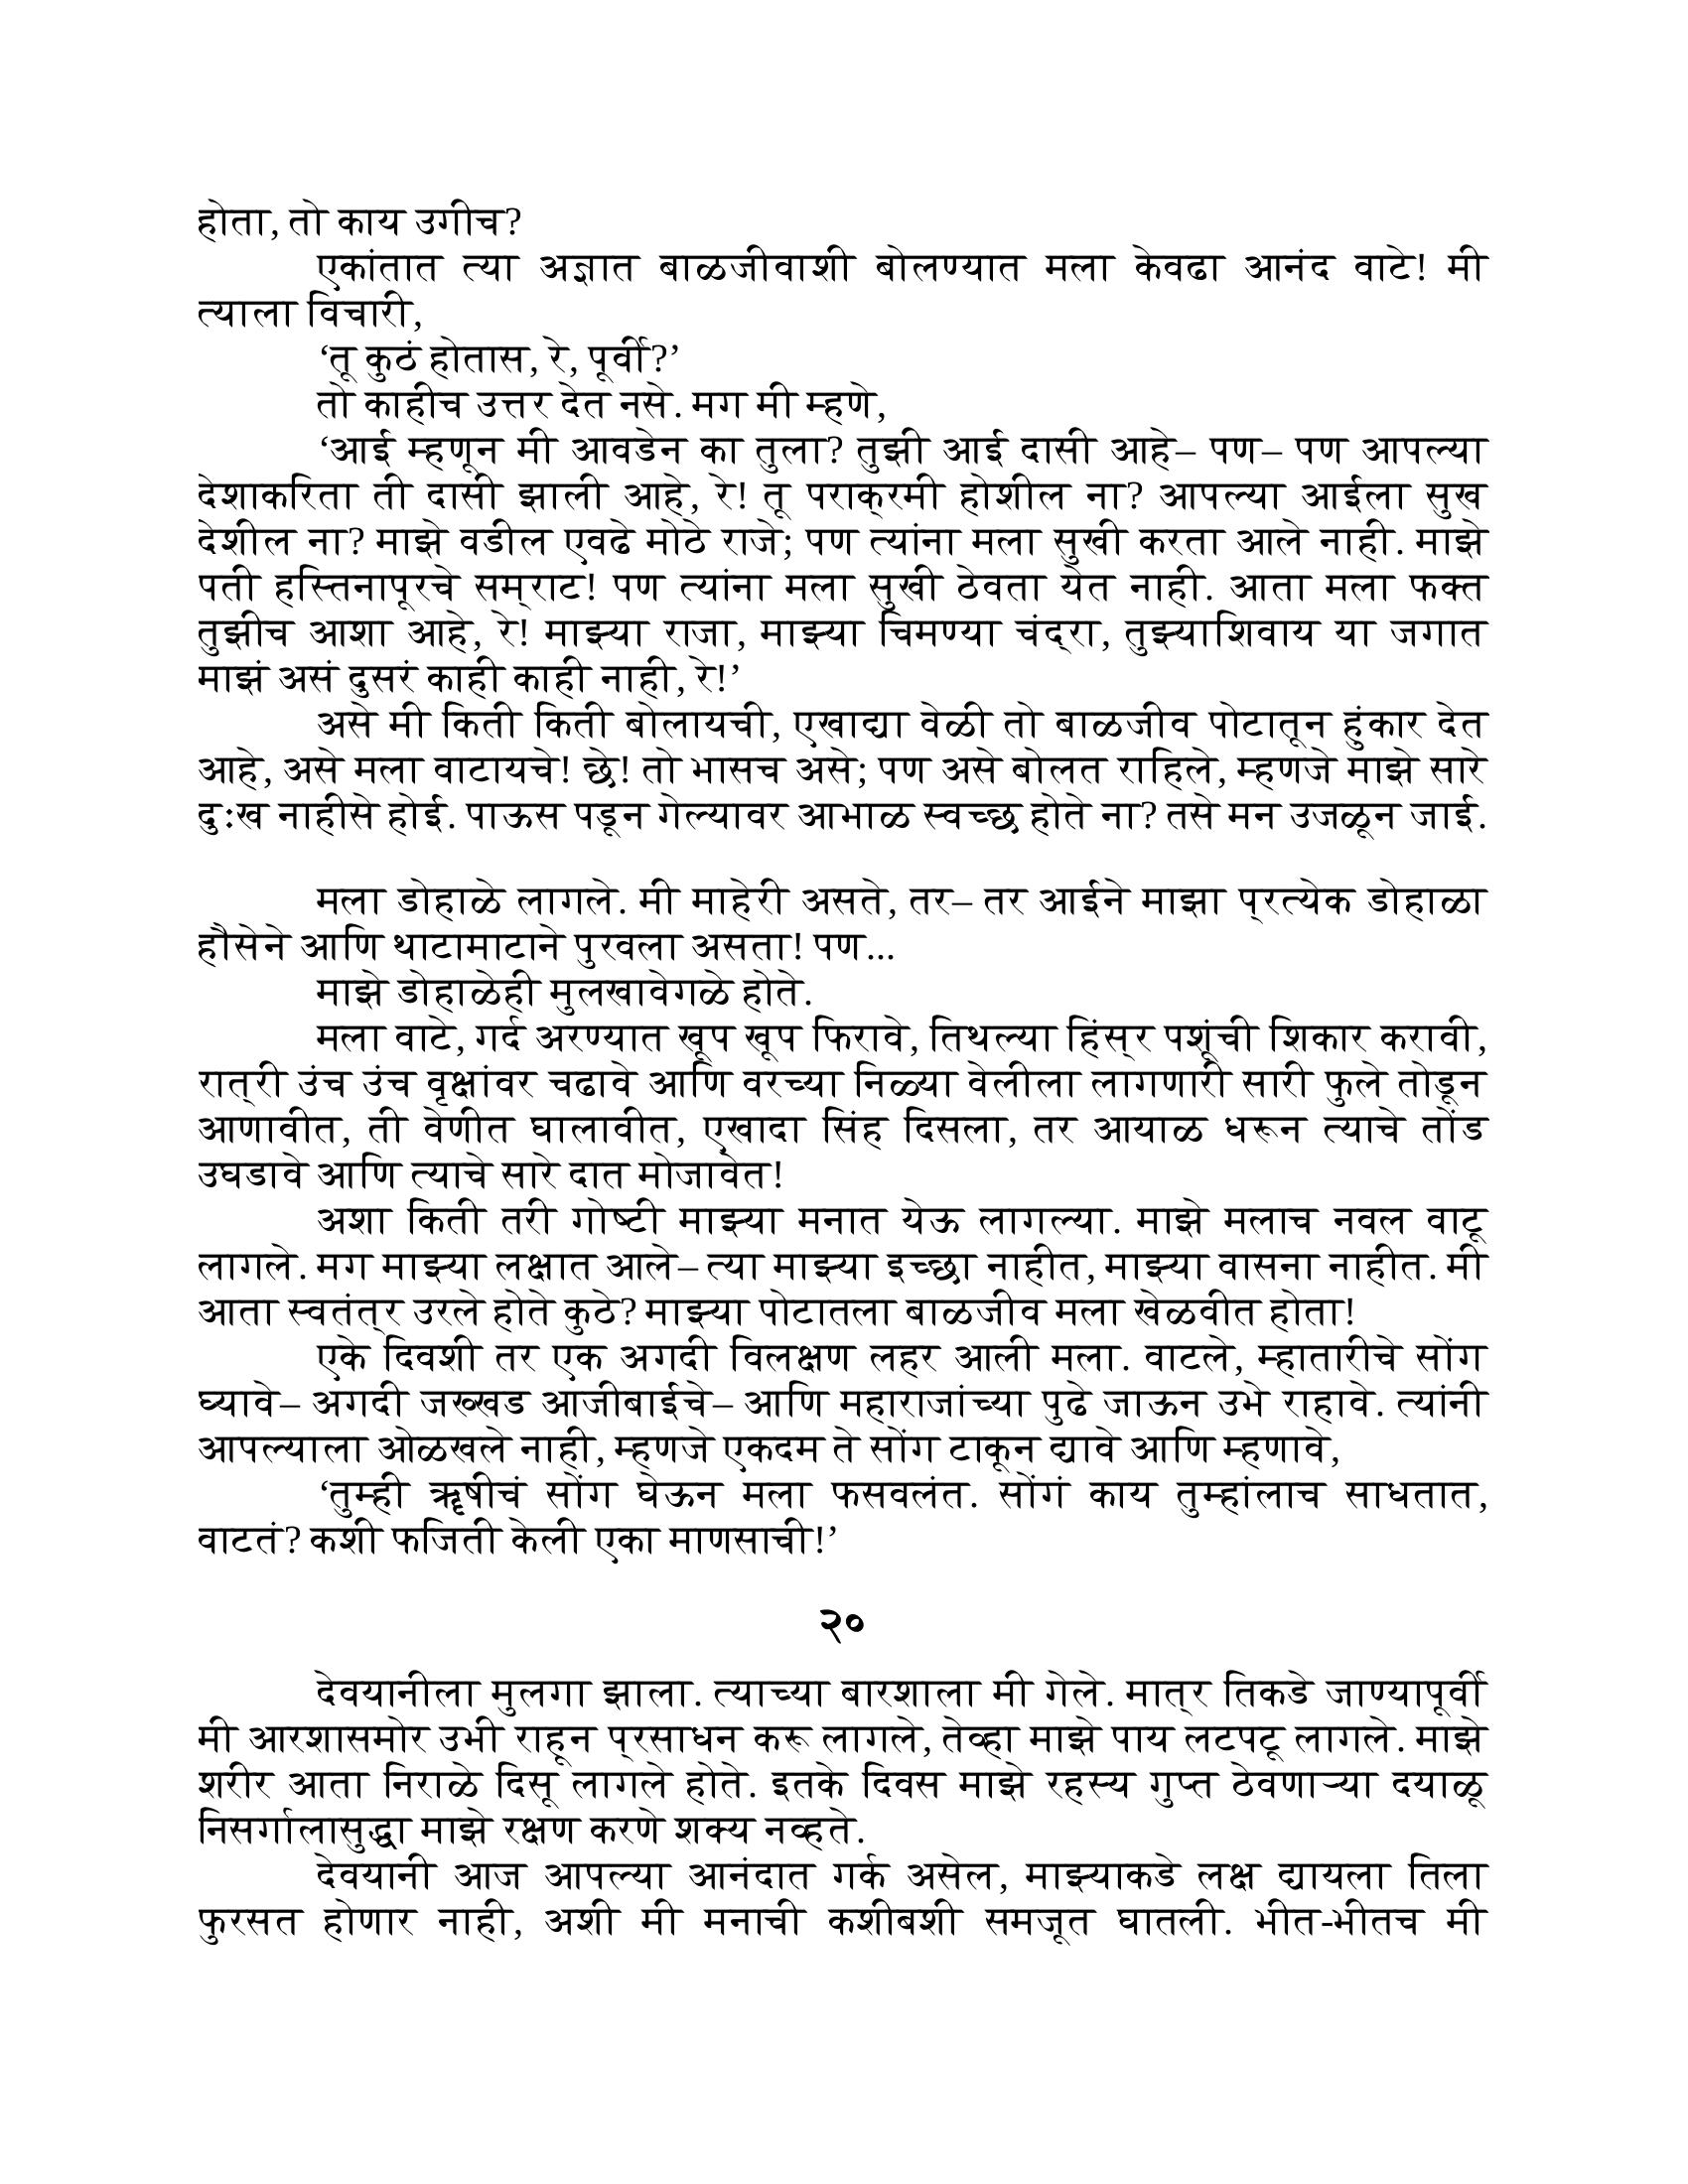 होता, तो काय उगीच?
एकांतात त्या अज्ञात बाळजीवाशी बोलण्यात मला केवढा आनंद वाटे! मी
त्याला विचारी,
‘तू कुठं होतास, रे, पूर्वी?’
तो काहीच उत्तर देत नसे. मग मी म्हणे,
‘आई म्हणून मी आवडेन का तुला? तुझी आई दासी आहे– पण– पण आपल्या
देशाकरिता ती दासी झाली आहे, रे! तू पराक्‌रमी होशील ना? आपल्या आईला सुख
देशील ना? माझे वडील एवढे मोठे राजे; पण त्यांना मला सुखी करता आले नाही. माझे
पती हस्तिनापूरचे सम्‌राट! पण त्यांना मला सुखी ठेवता येत नाही. आता मला फक्त
तुझीच आशा आहे, रे! माझ्या राजा, माझ्या चिमण्या चंद्‌रा, तुझ्याशिवाय या जगात
माझं असं दुसरं काही काही नाही, रे!’
असे मी किती किती बोलायची, एखाद्या वेळी तो बाळजीव पोटातून हुंकार देत
आहे, असे मला वाटायचे! छे! तो भासच असे; पण असे बोलत राहिले, म्हणजे माझे सारे
दुःख नाहीसे होई. पाऊस पडून गेल्यावर आभाळ स्वच्छ होते ना? तसे मन उजळून जाई.
मला डोहाळे लागले. मी माहेरी असते, तर– तर आईने माझा प्‌रत्येक डोहाळा
हौसेने आणि थाटामाटाने पुरवला असता! पण...
माझे डोहाळेही मुलखावेगळे होते.
मला वाटे, गर्द अरण्यात खूप खूप फिरावे, तिथल्या हिंस्‌र पशूंची शिकार करावी,
रात्‌री उंच उंच वृक्षांवर चढावे आणि वरच्या निळ्या वेलीला लागणारी सारी फुले तोडून
आणावीत, ती वेणीत घालावीत, एखादा सिंह दिसला, तर आयाळ धरून त्याचे तोंड
उघडावे आणि त्याचे सारे दात मोजावेत!
अशा किती तरी गोष्टी माझ्या मनात येऊ लागल्या. माझे मलाच नवल वाटू
लागले. मग माझ्या लक्षात आले– त्या माझ्या इच्छा नाहीत, माझ्या वासना नाहीत. मी
आता स्वतंत्‌र उरले होते कुठे? माझ्या पोटातला बाळजीव मला खेळवीत होता!
एके दिवशी तर एक अगदी विलक्षण लहर आली मला. वाटले, म्हातारीचे सोंग
घ्यावे– अगदी जख्खड आजीबाईचे– आणि महाराजांच्या पुढे जाऊन उभे राहावे. त्यांनी
आपल्याला ओळखले नाही, म्हणजे एकदम ते सोंग टाकून द्यावे आणि म्हणावे,
‘तुम्ही ॠषीचं सोंग घेऊन मला फसवलंत. सोंगं काय तुम्हांलाच साधतात,
वाटतं? कशी फजिती केली एका माणसाची!’
२०
देवयानीला मुलगा झाला. त्याच्या बारशाला मी गेले. मात्‌र तिकडे जाण्यापूर्वी
मी आरशासमोर उभी राहून प्‌रसाधन करू लागले, तेव्हा माझे पाय लटपटू लागले. माझे
शरीर आता निराळे दिसू लागले होते. इतके दिवस माझे रहस्य गुप्त ठेवणाऱ्या दयाळू
निसर्गालासुद्धा माझे रक्षण करणे शक्य नव्हते.
देवयानी आज आपल्या आनंदात गर्क असेल, माझ्याकडे लक्ष द्यायला तिला
फुरसत होणार नाही, अशी मी मनाची कशीबशी समजूत घातली. भीत-भीतच मी